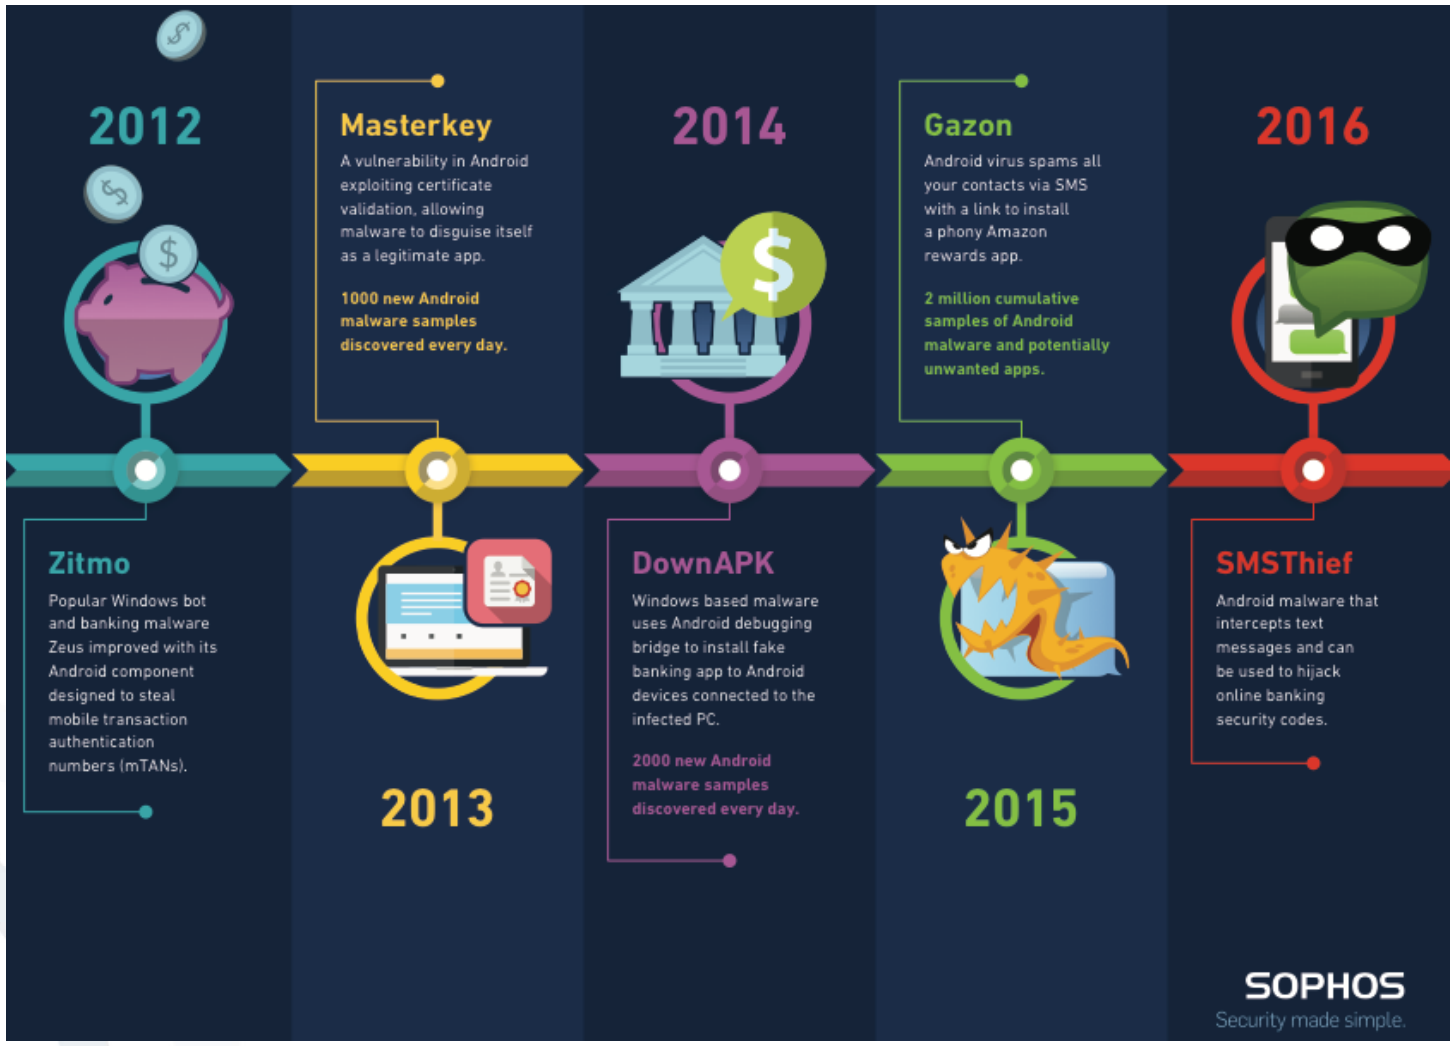 2012
Zitmo
Popular Windows bot
and banking malware
Zeus improved with its
Android component
designed to steal
mobile transaction
authentication
numbers (mTANs).
Masterkey
A vulnerability in Android
exploiting certificate
validation, allowing
malware to disguise itself
as a legitimate app.
1000 new Android
malware samples
discovered every day.
2013
2014
DownAPK
Windows based malware
uses Android debugging
bridge to install fake
banking app to Android
devices connected to the
infected PC.
2000 new Android
malware samples
discovered every day.
Gazon
Android virus spams all
your contacts via SMS
with a link to install
a phony Amazon
rewards app.
2 million cumulative
samples of Android
malware and potentially
unwanted apps.
2015
2016
SMSThief
Android malware that
intercepts text
messages and can
be used to hijack
online banking
security codes.
SOPHOS
Security made simple.